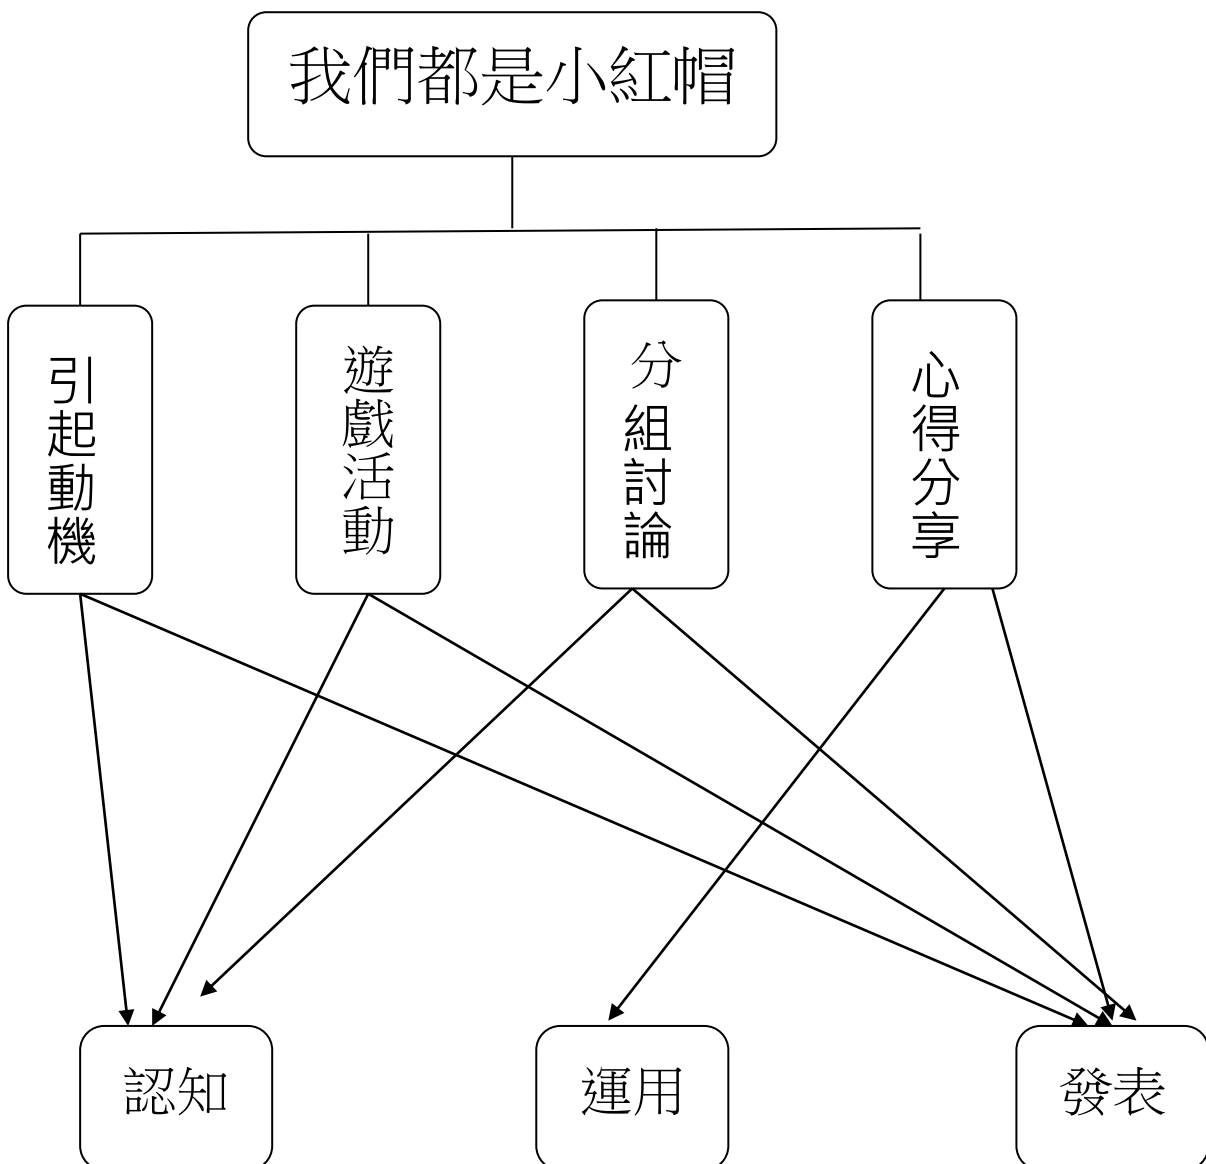 我們都是小紅帽
引起動機
遊戲活動
分組討論
心得分享
認知
運用
發表